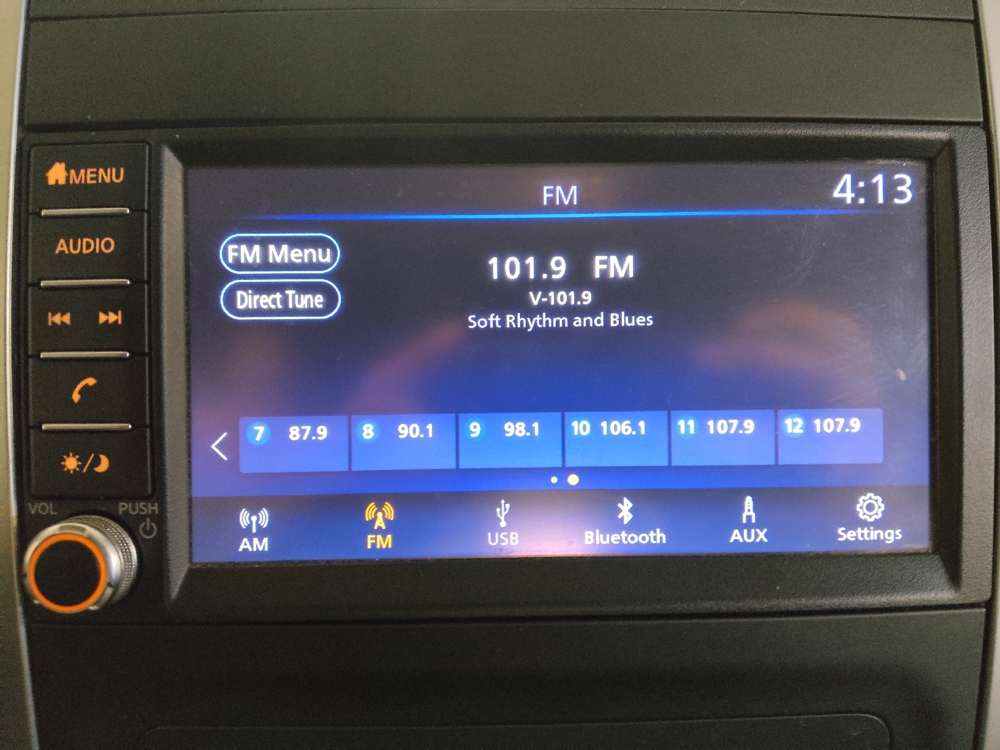 MENU
AUDIO
VOL PUSH
FM
4:13
FM Menu
Direct Tune
101.9 FM
V-101.9
Soft Rhythm and Blues
7 87.9
8 90.1
9 98.1
10 106.1
11 107.9
12 107.9
AM
FM
USB
Bluetooth
AUX
Settings